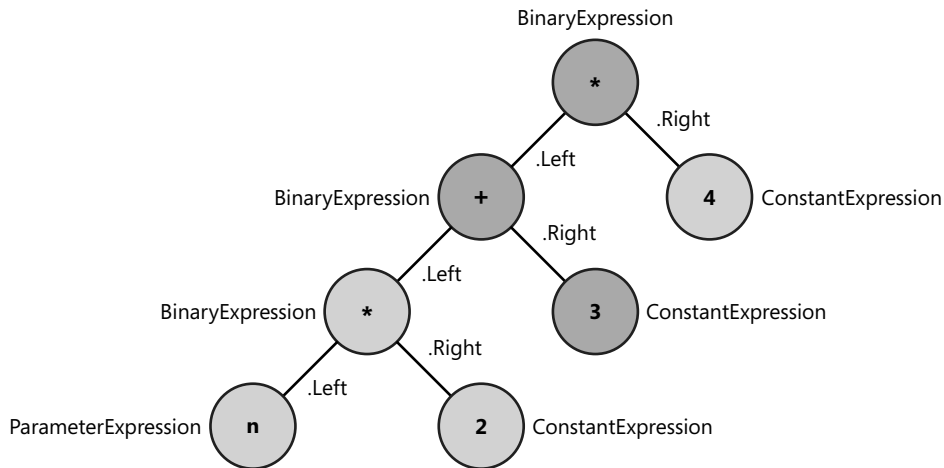 BinaryExpression
*
.Right
.Left
BinaryExpression
+
4
ConstantExpression
.Right
.Left
BinaryExpression
*
3
ConstantExpression
.Right
.Left
ParameterExpression
n
2
ConstantExpression